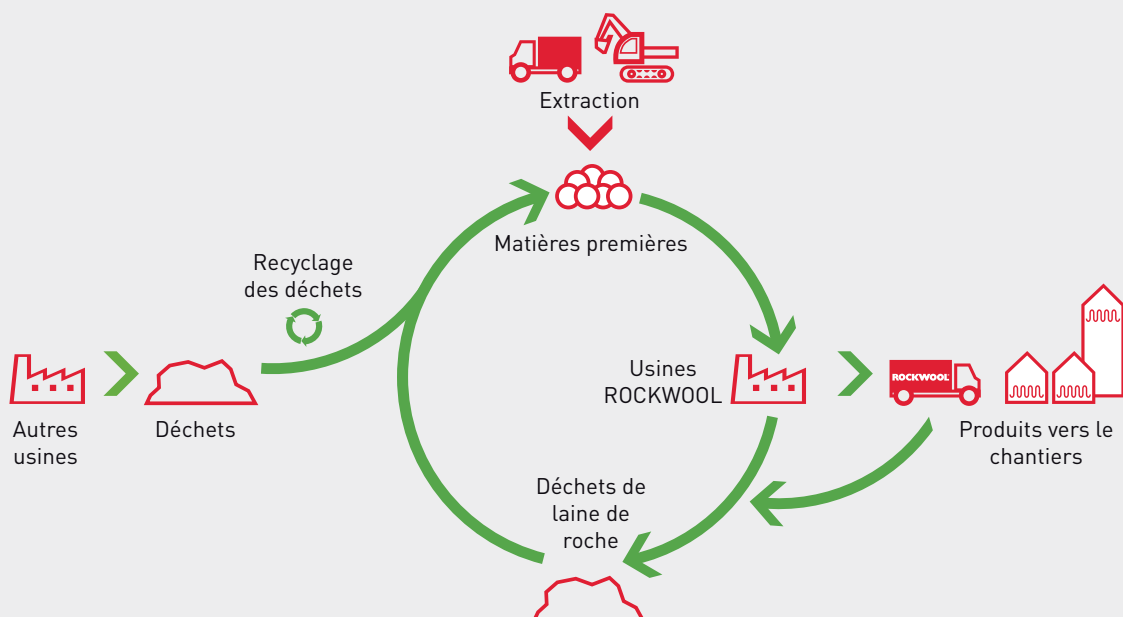 Extraction
Matières premières
Recyclage
des déchets
Usines
ROCKWOOL
ROCKWOOL
Autres
usines
Déchets
Produits vers le
chantiers
Déchets de
laine de
roche